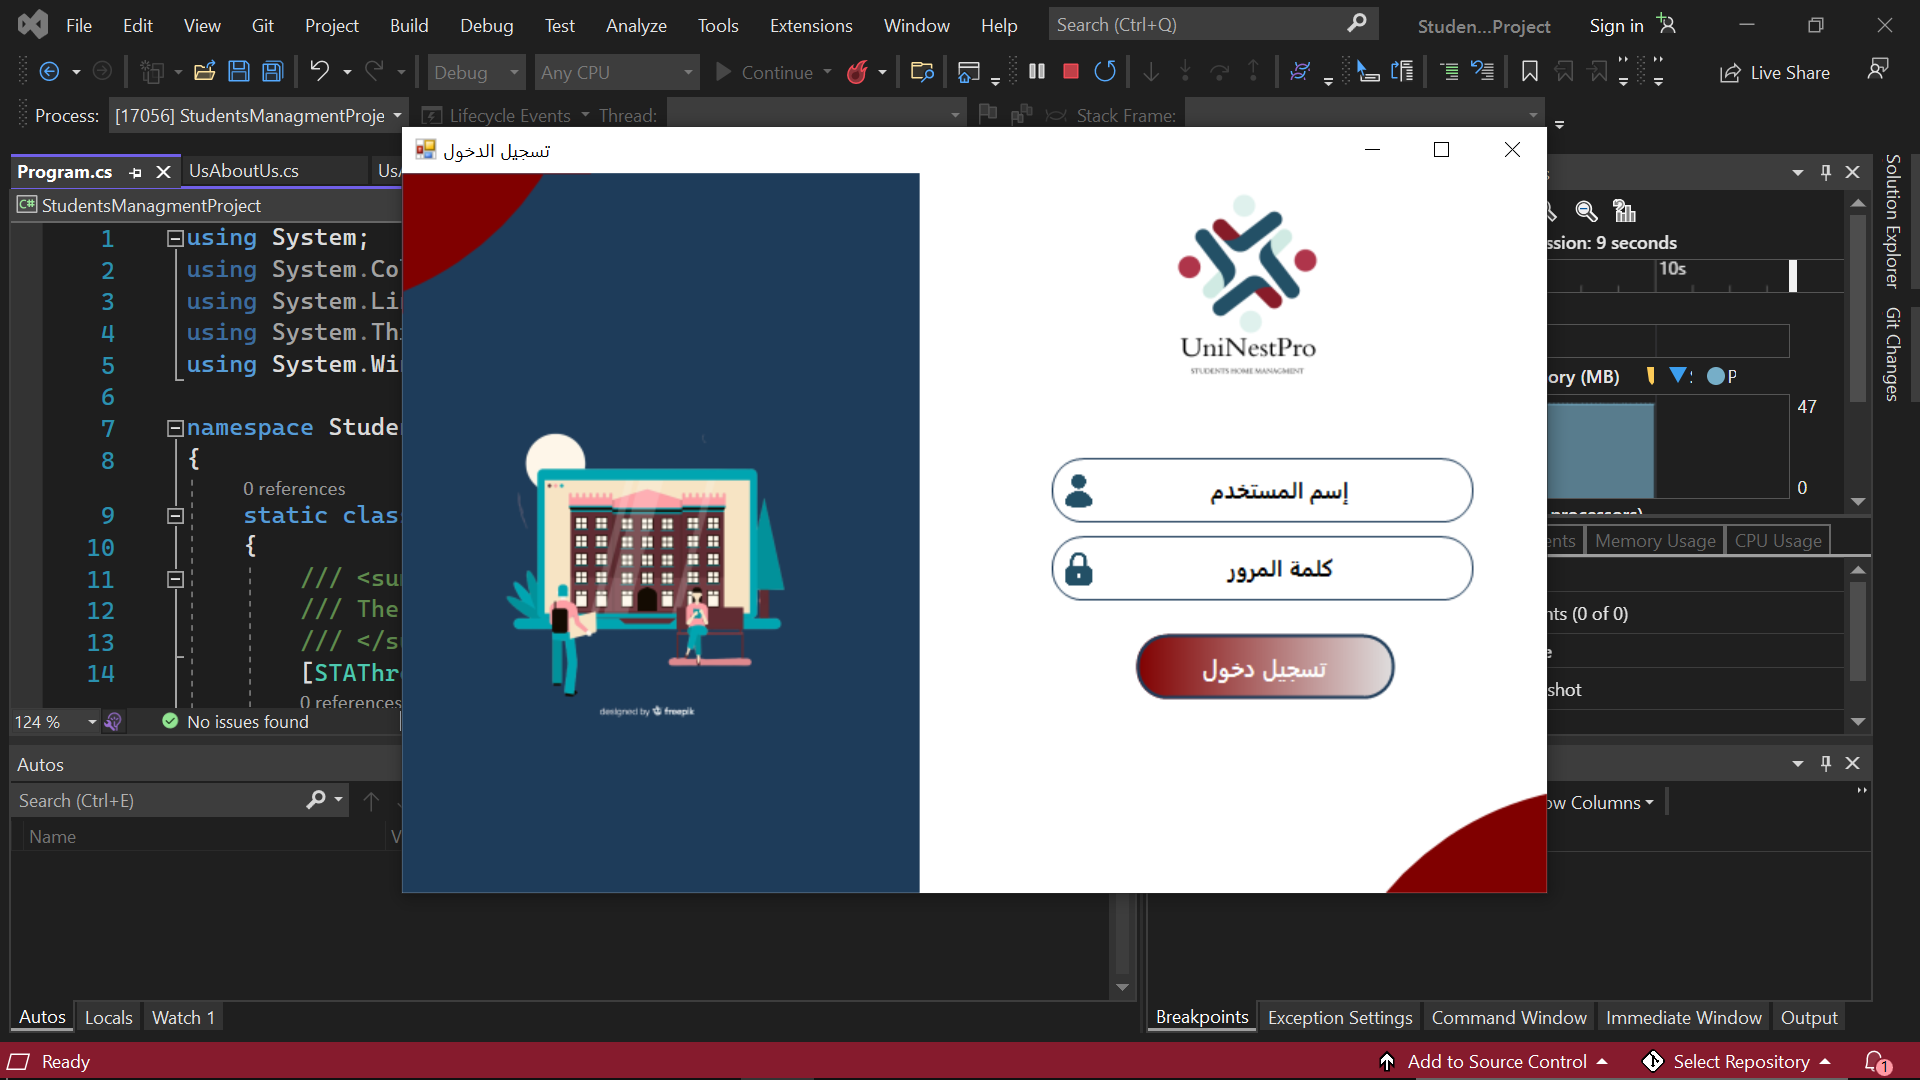 File Edit View Git Project Build Debug Test Analyze Tools Extensions Window Help Search (Ctrl+Q) Studen...Project Sign in
Debug Any CPU Continue Live Share
Process: [17056] StudentsManagmentProje Lifecycle Events Thread: Stack Frame:
تسجيل الدخول
Program.cs UsAboutUs.cs
StudentsManagmentProject
1 using System;
2 using System.Co
3 using System.Li
4 using System.Th
5 using System.Wi
6
7 namespace Stude
8 {
0 references
9 static clas
10 {
11 /// <su
12 /// The
13 /// </s
14 [STAThr
0 references
124 % No issues found
UniNestPro
STUDENTS HOME MANAGMENT
إسم المستخدم
كلمة المرور
تسجيل دخول
designed by freepik
ssion: 9 seconds
10s
ory (MB) P
47
0
ents Memory Usage CPU Usage
nts (0 of 0)
e
shot
Solution Explorer
Git Changes
Autos
Search (Ctrl+E)
Name V
ow Columns
Autos Locals Watch 1
Breakpoints Exception Settings Command Window Immediate Window Output
Ready Add to Source Control Select Repository 1